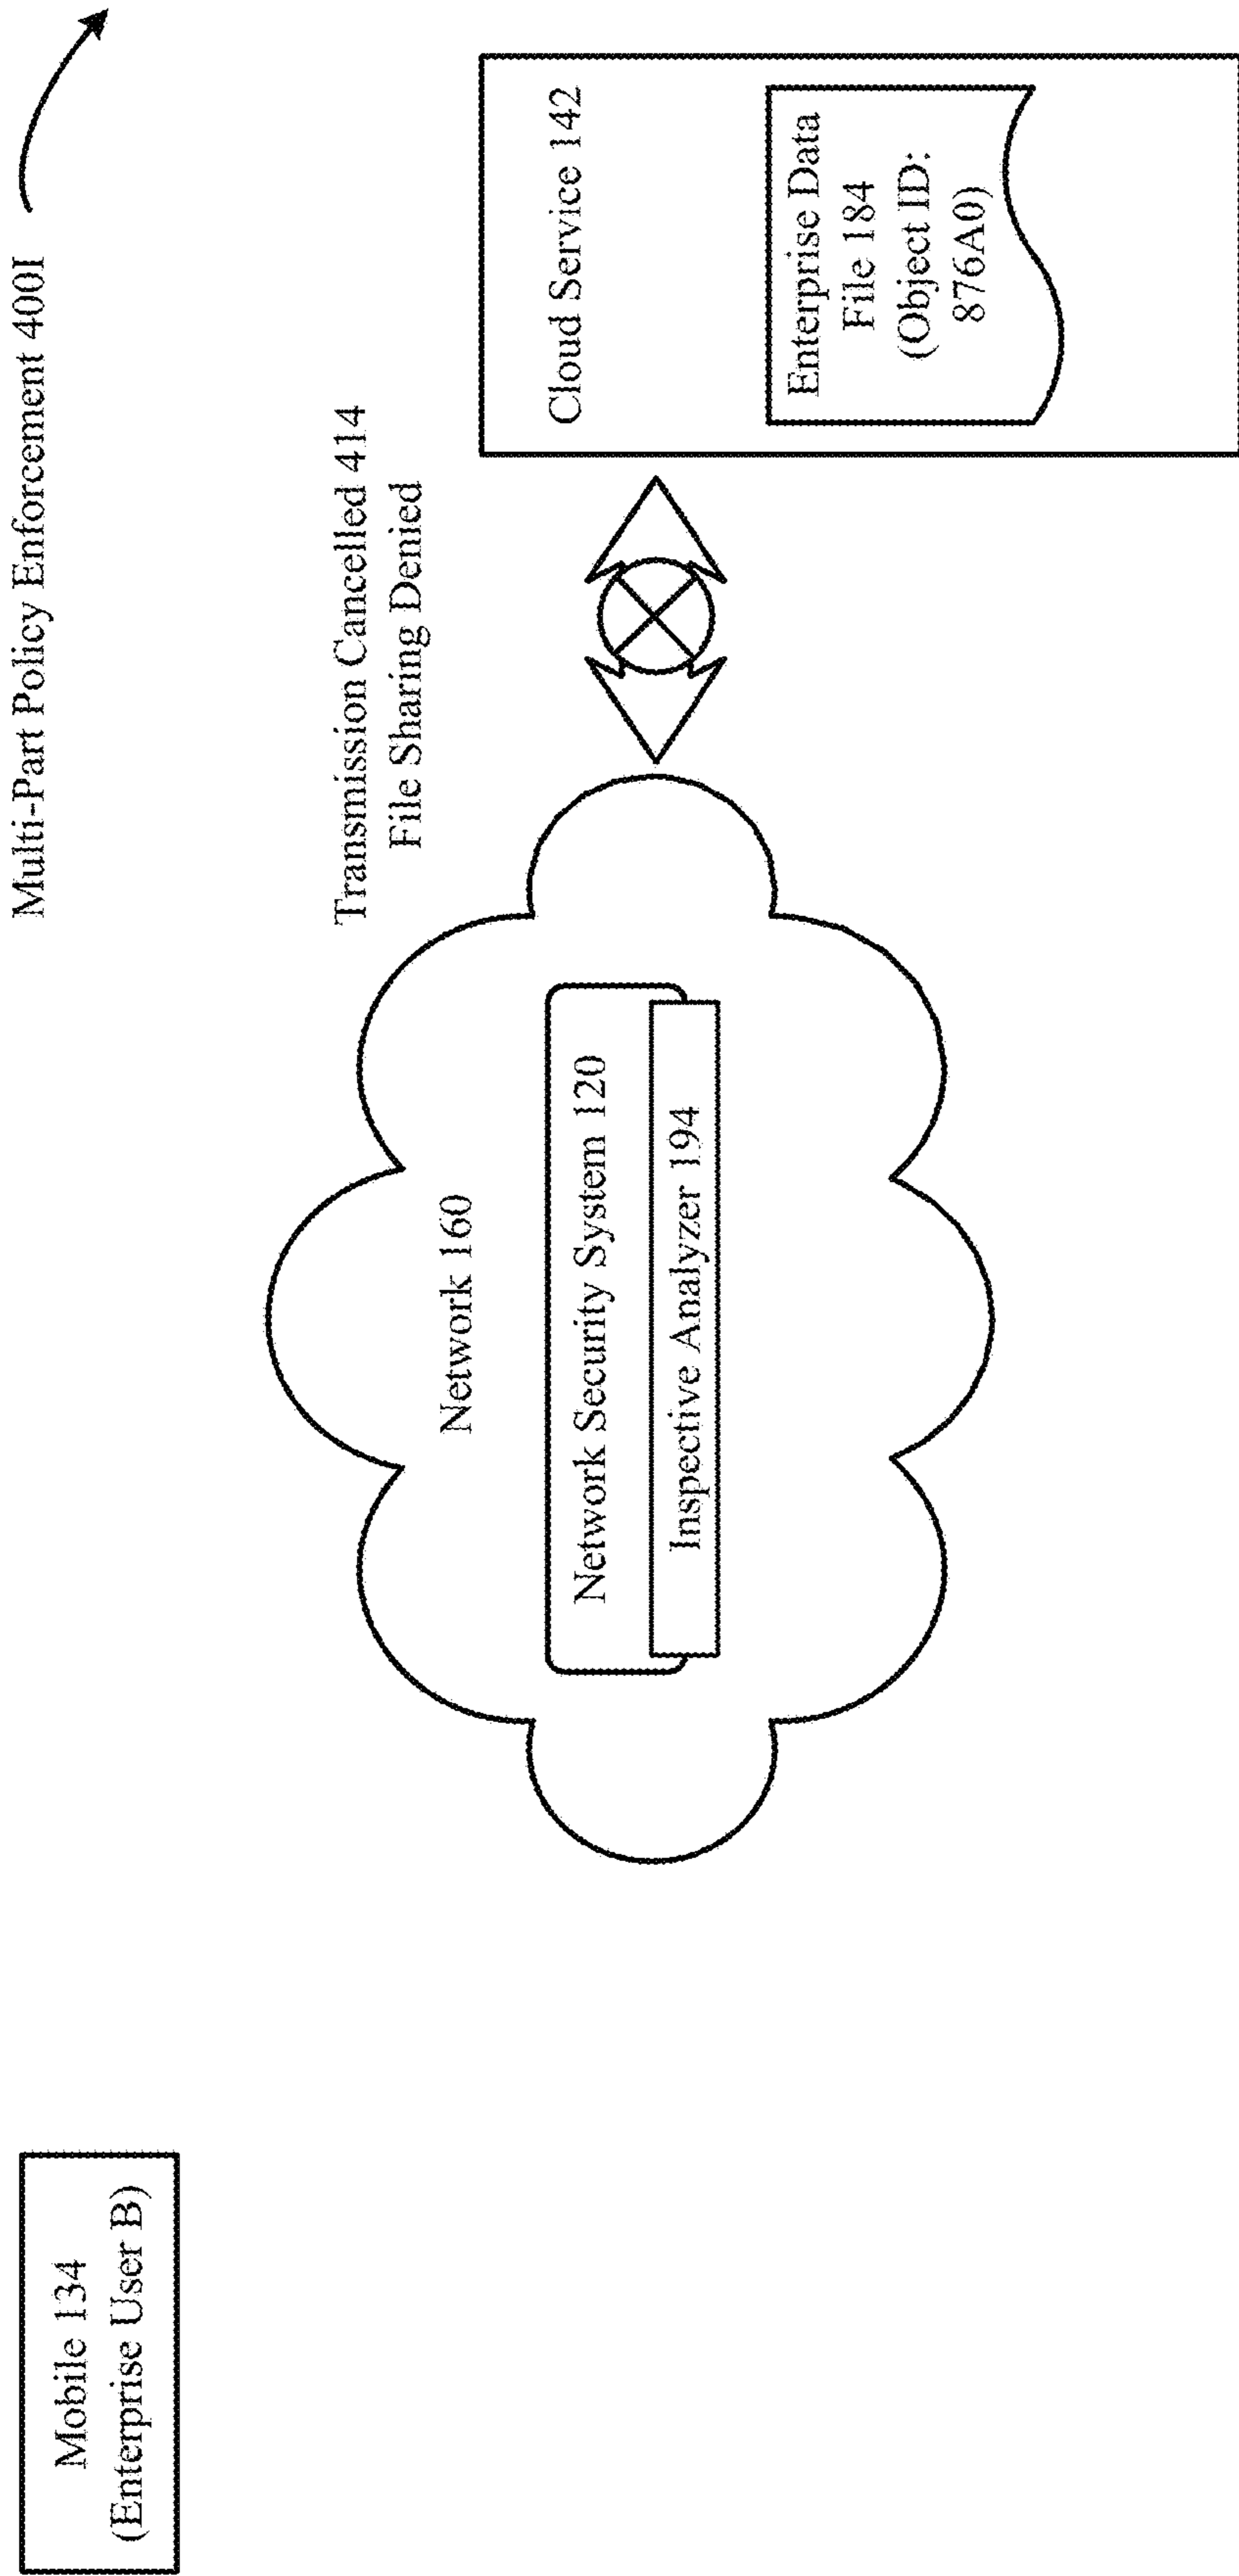 Multi-Part Policy Enforcement 400I
Mobile 134
(Enterprise User B)
Transmission Cancelled 414
File Sharing Denied
Network 160
Network Security System 120
Inspective Analyzer 194
Cloud Service 142
Enterprise Data
File 184
(Object ID:
876A0)